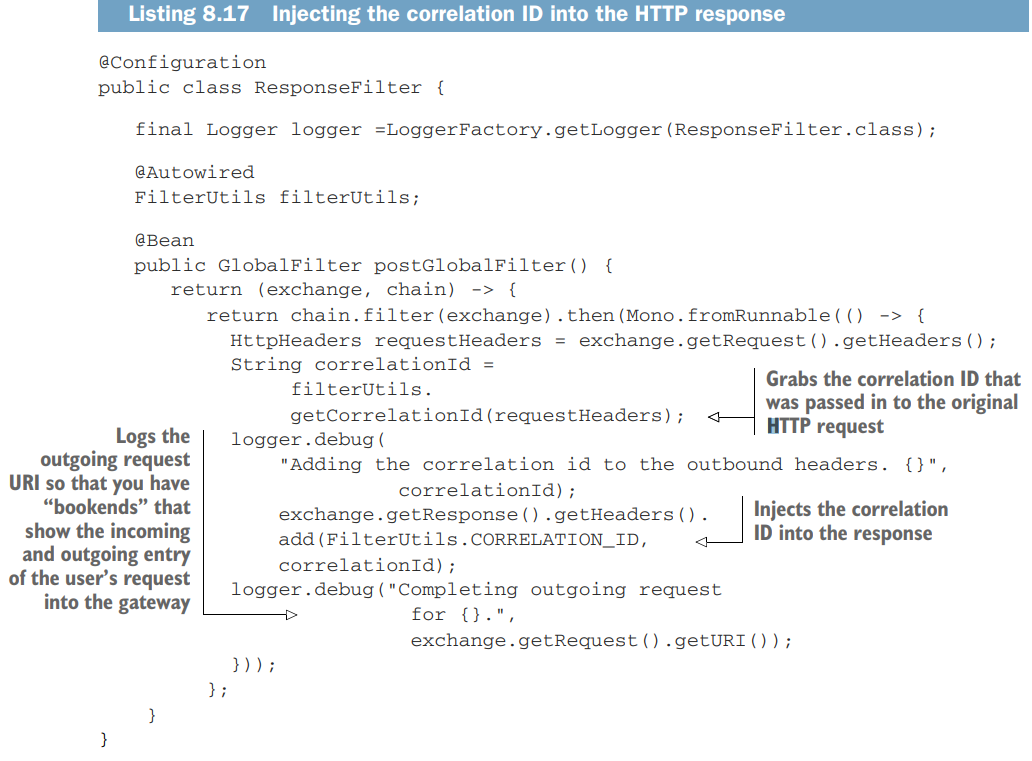 Listing 8.17 Injecting the correlation ID into the HTTP response
@Configuration
public class ResponseFilter {
final Logger logger =LoggerFactory.getLogger(ResponseFilter.class);
@Autowired
FilterUtils filterUtils;
@Bean
public GlobalFilter postGlobalFilter() {
return (exchange, chain) -> {
return chain.filter(exchange).then(Mono.fromRunnable(() -> {
HttpHeaders requestHeaders = exchange.getRequest().getHeaders();
String correlationId =
filterUtils.
getCorrelationId(requestHeaders);
Grabs the correlation ID that
was passed in to the original
HTTP request
logger.debug(
"Adding the correlation id to the outbound headers. {}",
correlationId);
exchange.getResponse().getHeaders().
add(FilterUtils.CORRELATION_ID,
correlationId);
Injects the correlation
ID into the response
logger.debug("Completing outgoing request
for {}.",
exchange.getRequest().getURI());
Logs the
outgoing request
URI so that you have
“bookends” that
show the incoming
and outgoing entry
of the user’s request
into the gateway
}));
};
}
}